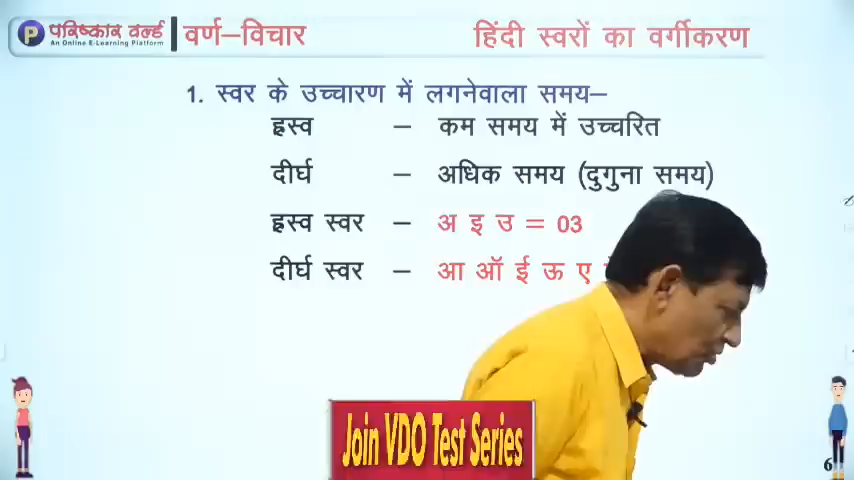 P परिष्कार वर्ल्ड
An Online E-Learning Platform
वर्ण–विचार
हिंदी स्वरों का वर्गीकरण
1. स्वर के उच्चारण में लगनेवाला समय–
ह्रस्व – कम समय में उच्चरित
दीर्घ – अधिक समय (दुगुना समय)
ह्रस्व स्वर – अ इ उ = 03
दीर्घ स्वर – आ ऑ ई ऊ ए
Join VDO Test Series
6